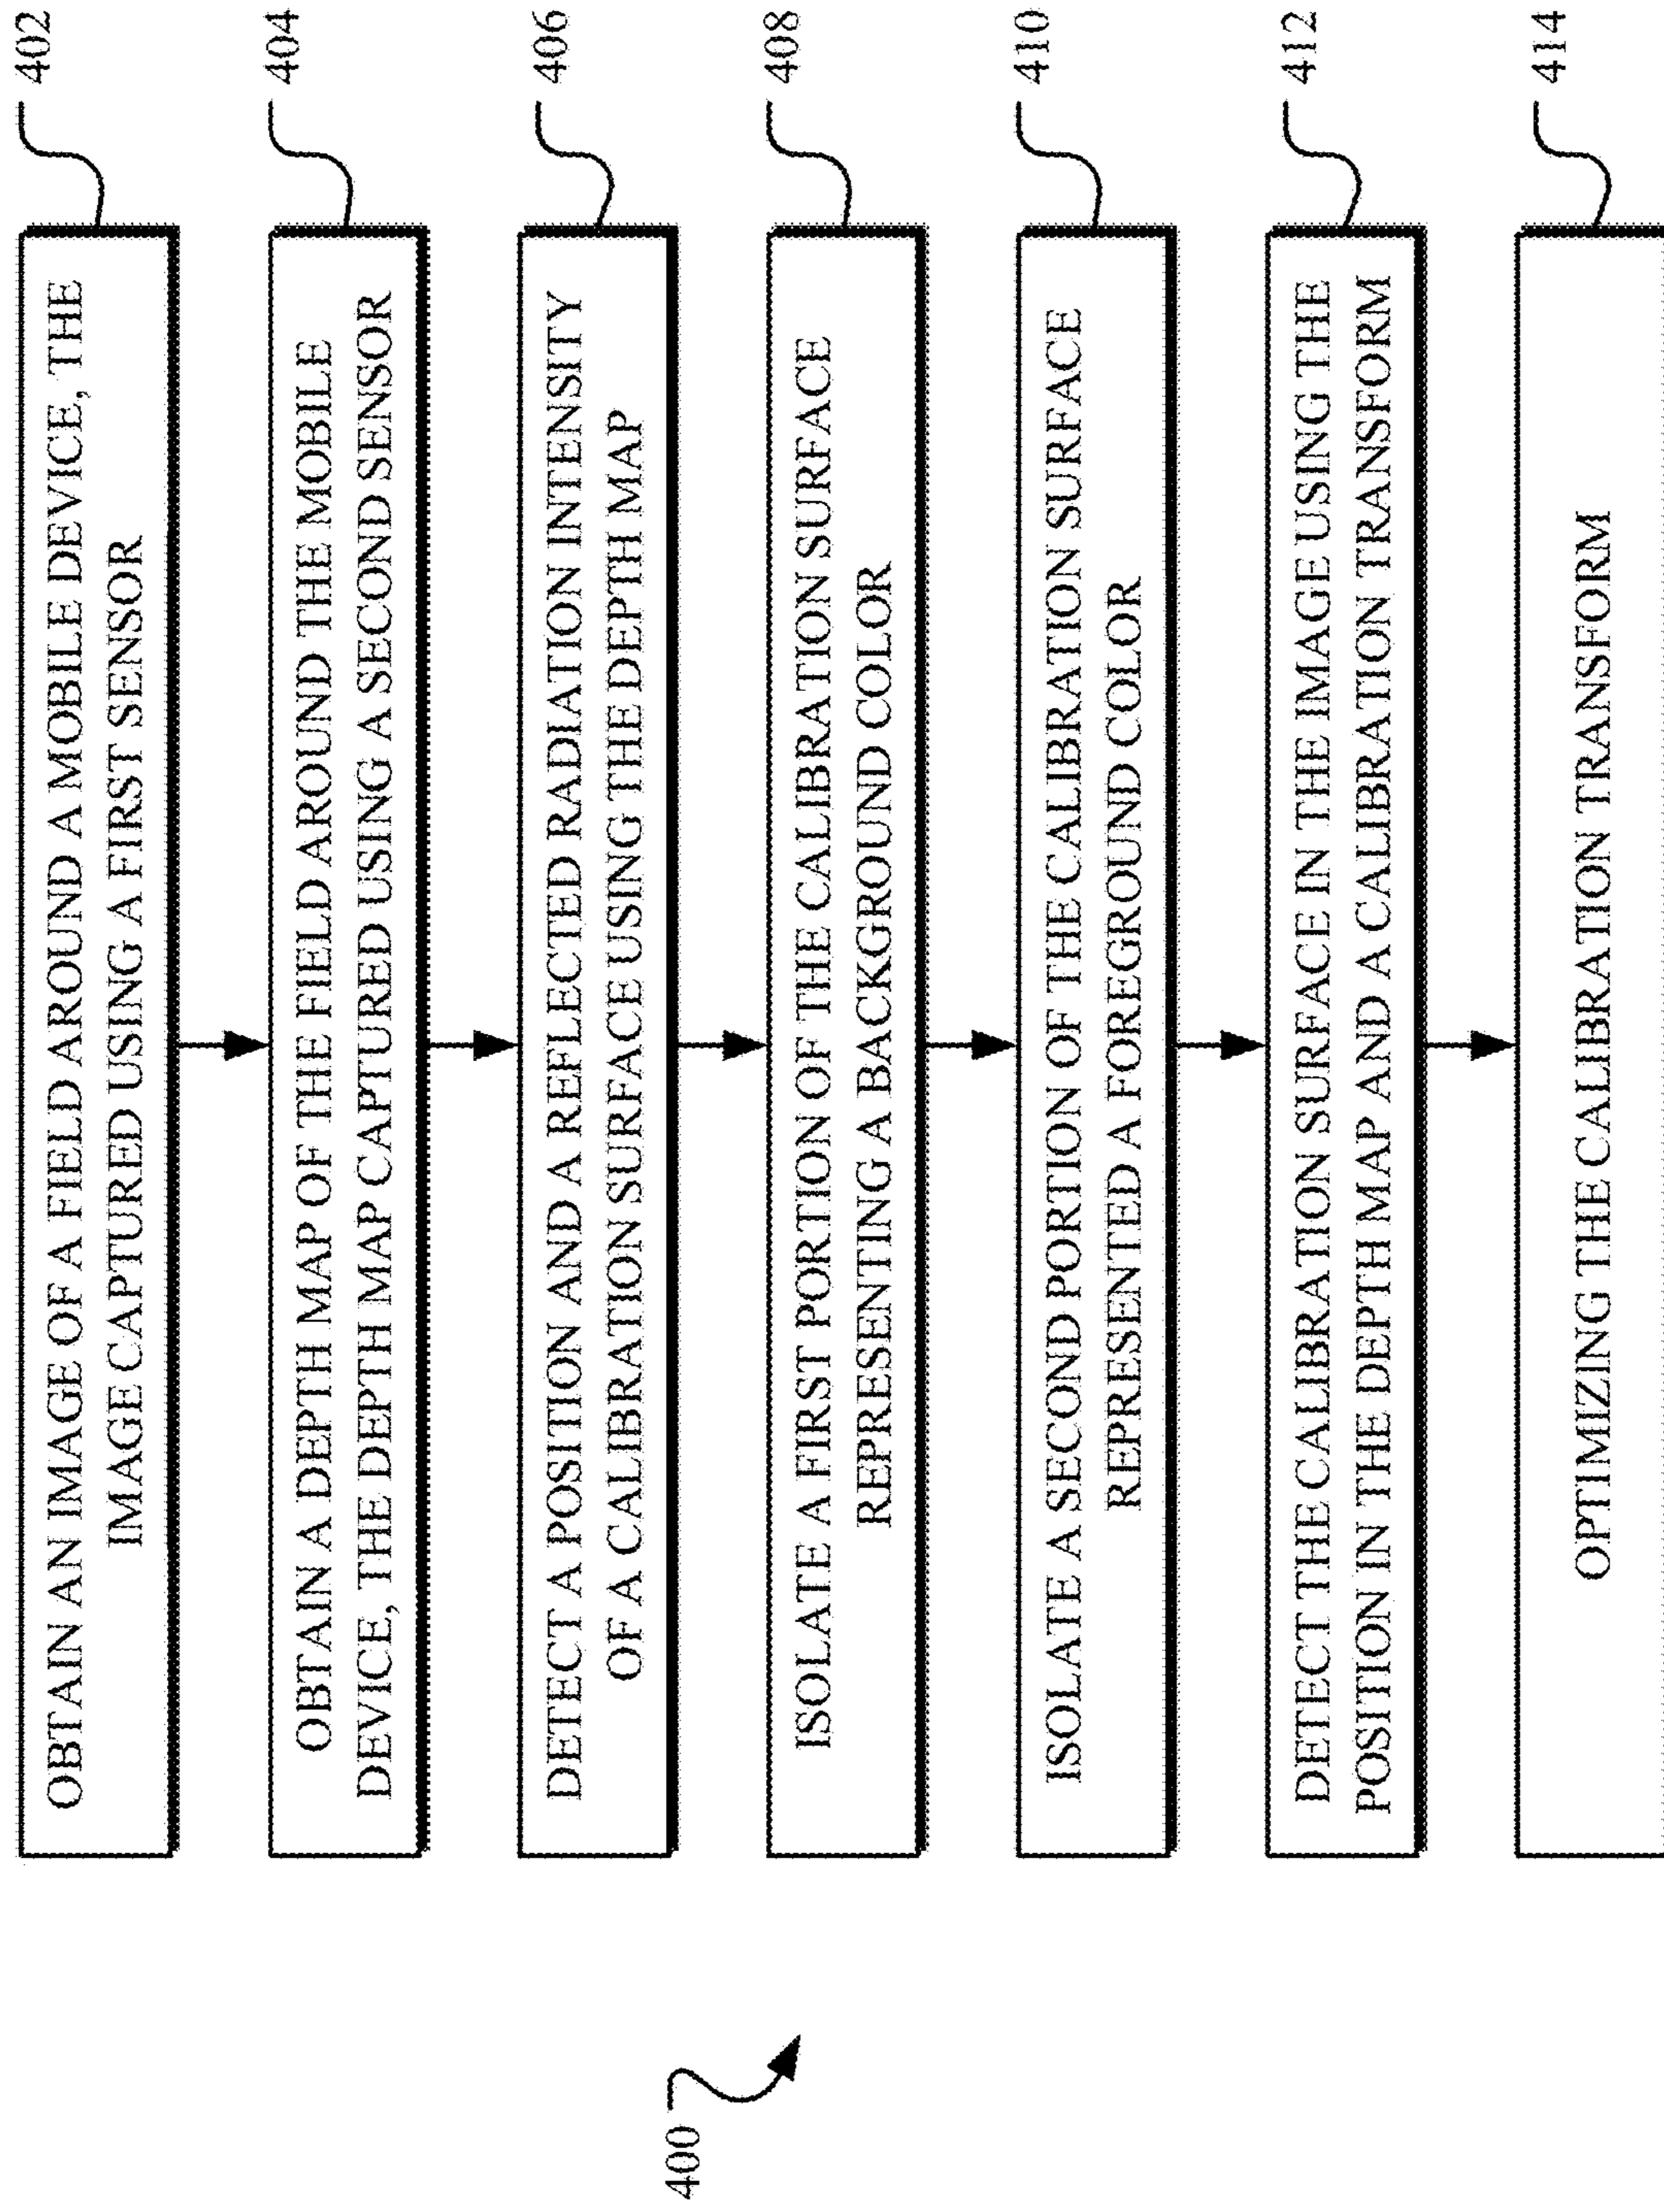 400
OBTAIN AN IMAGE OF A FIELD AROUND A MOBILE DEVICE, THE
IMAGE CAPTURED USING A FIRST SENSOR
402
OBTAIN A DEPTH MAP OF THE FIELD AROUND THE MOBILE
DEVICE, THE DEPTH MAP CAPTURED USING A SECOND SENSOR
404
DETECT A POSITION AND A REFLECTED RADIATION INTENSITY
OF A CALIBRATION SURFACE USING THE DEPTH MAP
406
ISOLATE A FIRST PORTION OF THE CALIBRATION SURFACE
REPRESENTING A BACKGROUND COLOR
408
ISOLATE A SECOND PORTION OF THE CALIBRATION SURFACE
REPRESENTED A FOREGROUND COLOR
410
DETECT THE CALIBRATION SURFACE IN THE IMAGE USING THE
POSITION IN THE DEPTH MAP AND A CALIBRATION TRANSFORM
412
OPTIMIZING THE CALIBRATION TRANSFORM
414